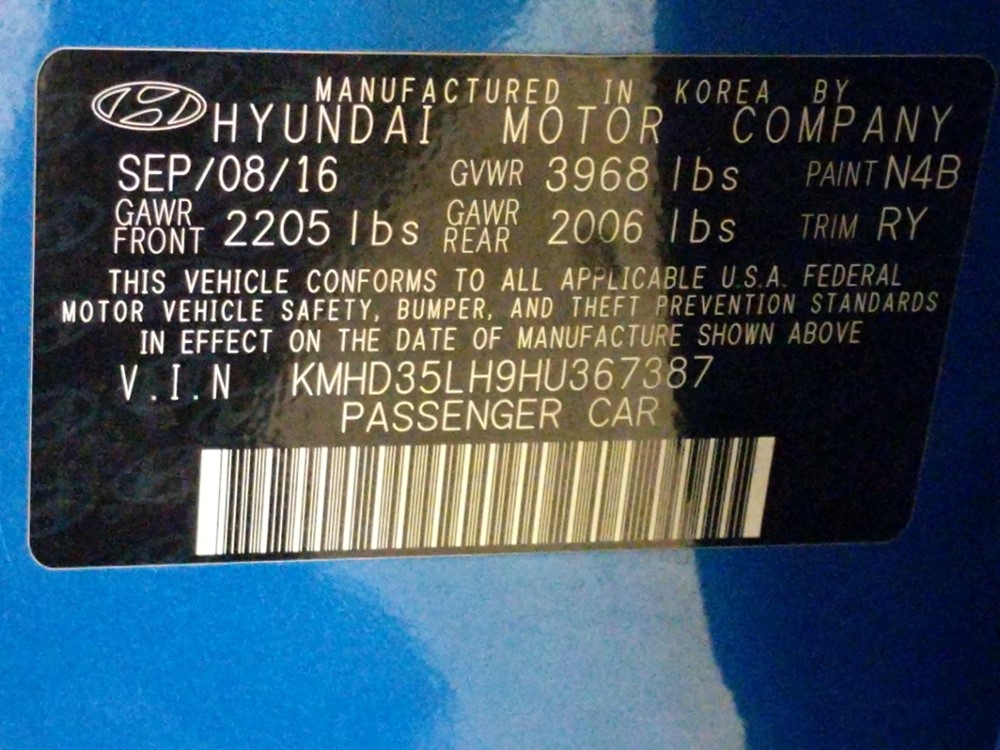 MANUFACTURED IN KOREA BY
HYUNDAI MOTOR COMPANY
SEP/08/16 GVWR 3968 lbs PAINT N4B
GAWR FRONT 2205 lbs GAWR REAR 2006 lbs TRIM RY
THIS VEHICLE CONFORMS TO ALL APPLICABLE U.S.A. FEDERAL
MOTOR VEHICLE SAFETY, BUMPER, AND THEFT PREVENTION STANDARDS
IN EFFECT ON THE DATE OF MANUFACTURE SHOWN ABOVE
V.I.N KMHD35LH9HU367387
PASSENGER CAR